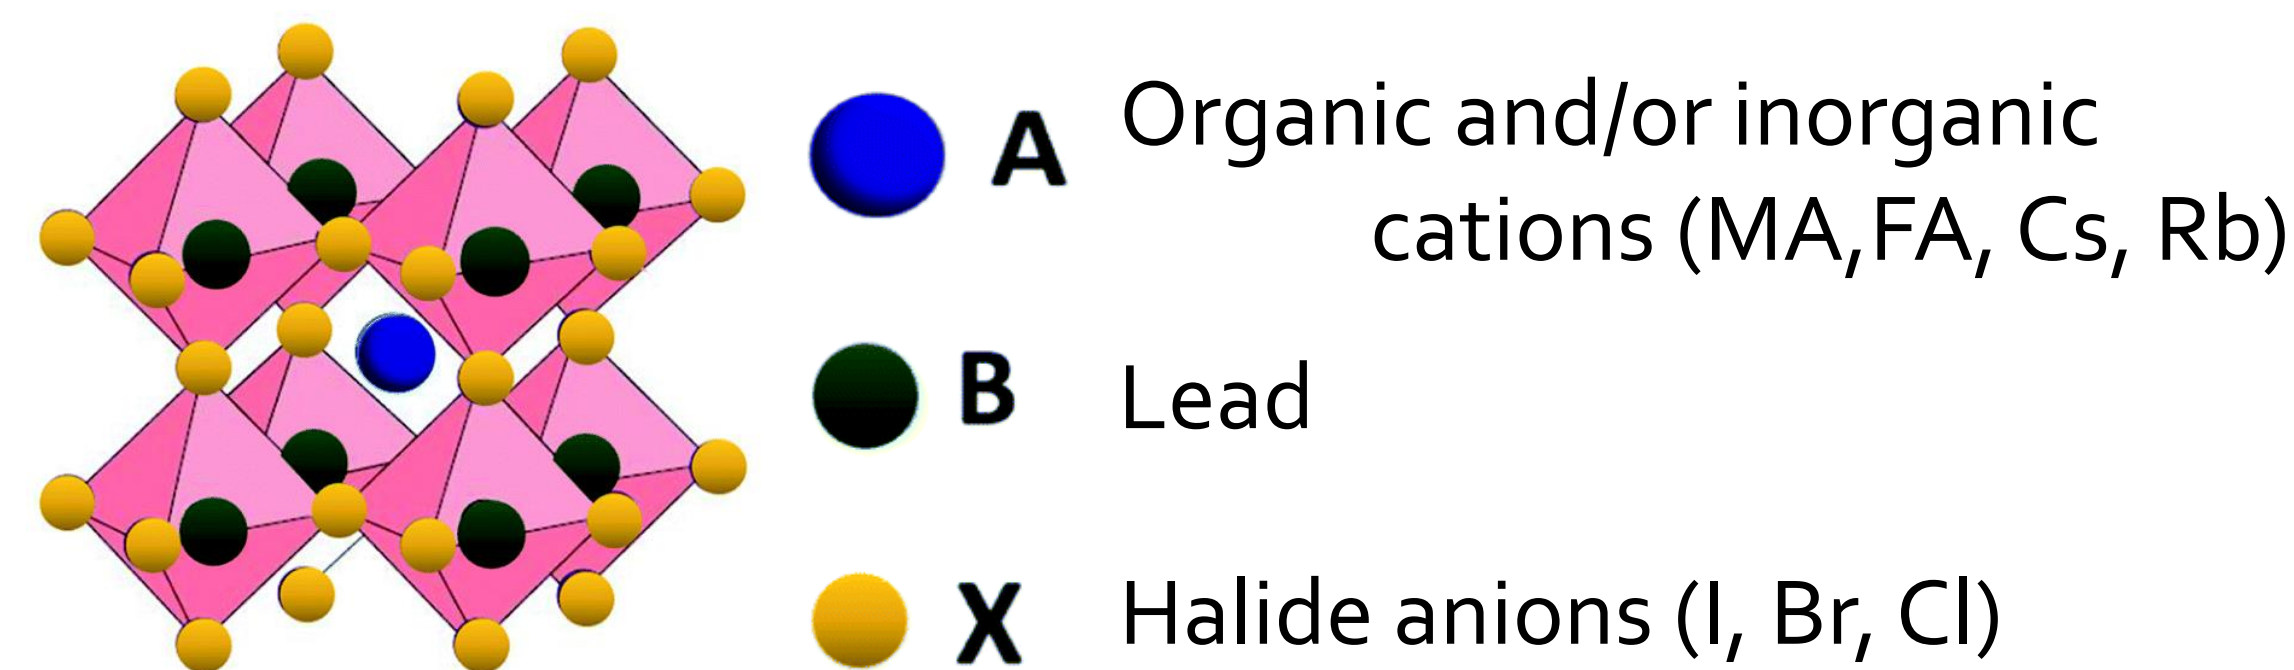 A Organic and/or inorganic
cations (MA,FA, Cs, Rb)
B Lead
X Halide anions (I, Br, Cl)